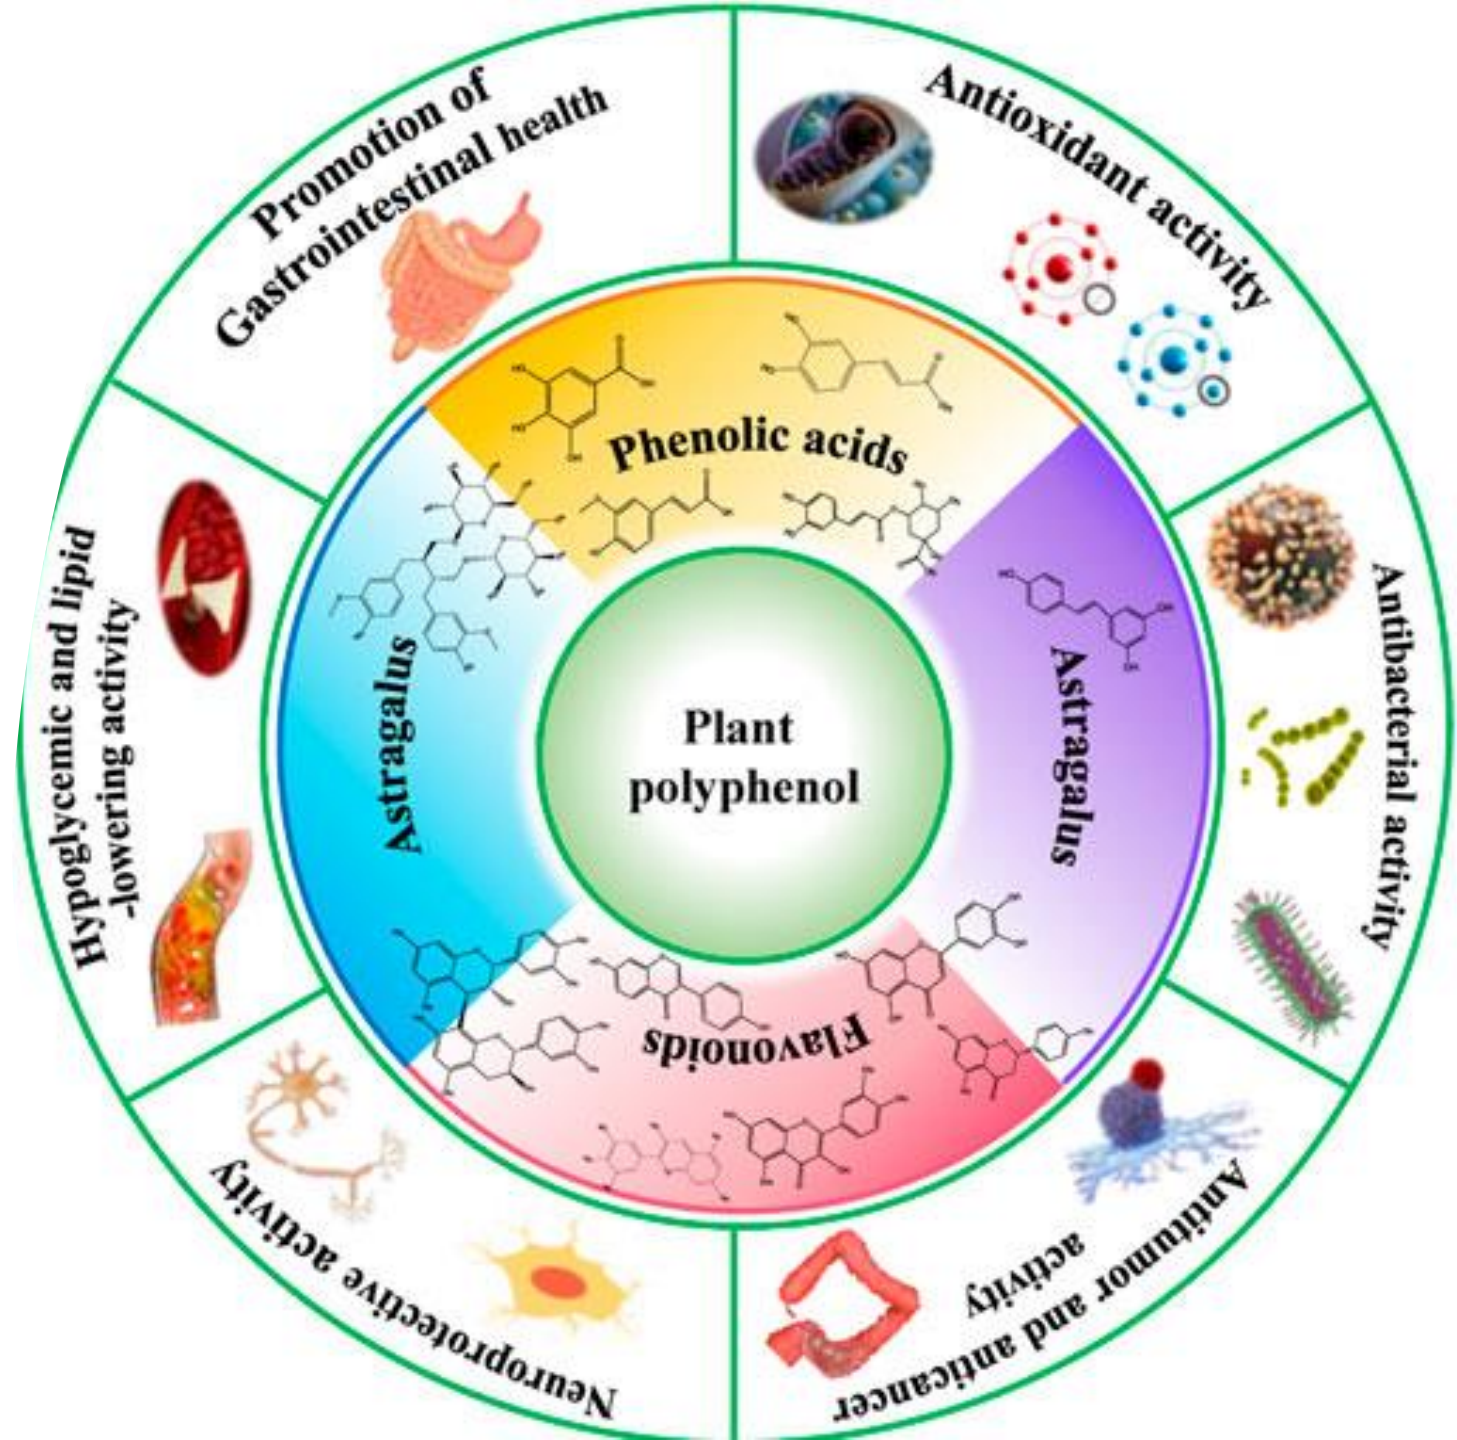 Promotion of
Gastrointestinal health
Antioxidant activity
Antibacterial activity
Antitumor and anticancer
activity
Neuroprotective activity
Hypoglycemic and lipid
-lowering activity
Phenolic acids
Astragalus
Flavonoids
Astragalus
Plant
polyphenol